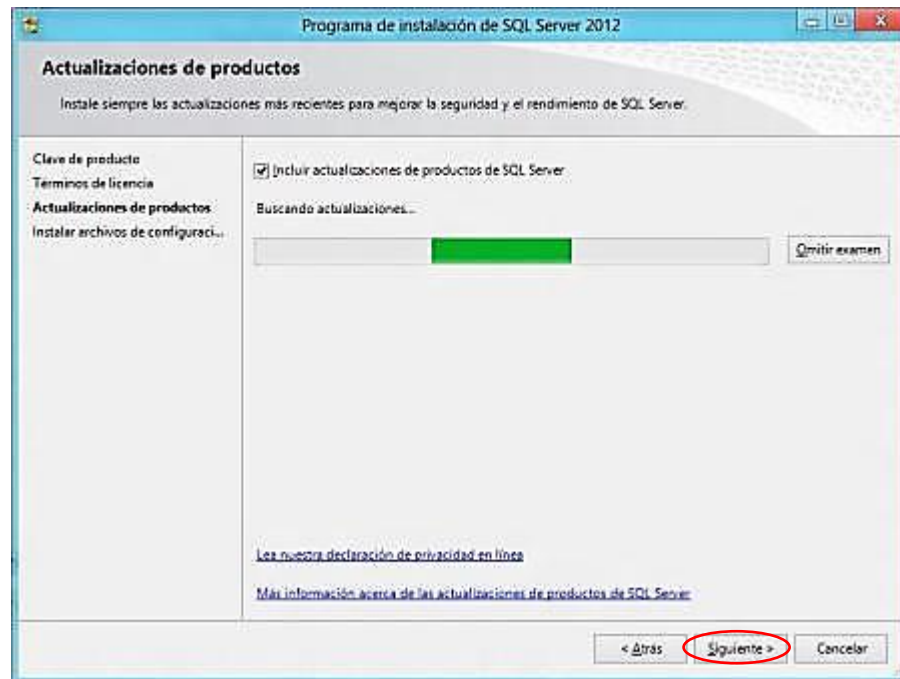 Programa de instalación de SQL Server 2012
Actualizaciones de productos
Instale siempre las actualizaciones más recientes para mejorar la seguridad y el rendimiento de SQL Server.
Clave de producto
Términos de licencia
Actualizaciones de productos
Instalar archivos de configuraci...
Incluir actualizaciones de productos de SQL Server
Buscando actualizaciones...
Omitir examen
Lea nuestra declaración de privacidad en línea
Más información acerca de las actualizaciones de productos de SQL Server
< Atrás
Siguiente >
Cancelar